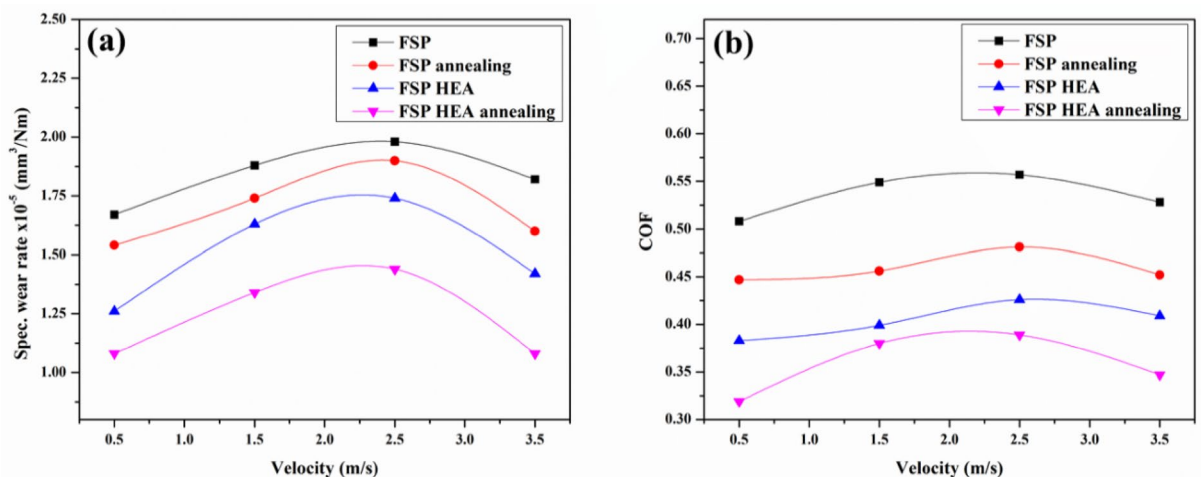 (a)
FSP
FSP annealing
FSP HEA
FSP HEA annealing
2.50
2.25
2.00
1.75
1.50
1.25
1.00
Spec. wear rate x10⁻⁵ (mm³/Nm)
0.5 1.0 1.5 2.0 2.5 3.0 3.5
Velocity (m/s)
(b)
FSP
FSP annealing
FSP HEA
FSP HEA annealing
0.70
0.65
0.60
0.55
0.50
0.45
0.40
0.35
0.30
COF
0.5 1.0 1.5 2.0 2.5 3.0 3.5
Velocity (m/s)